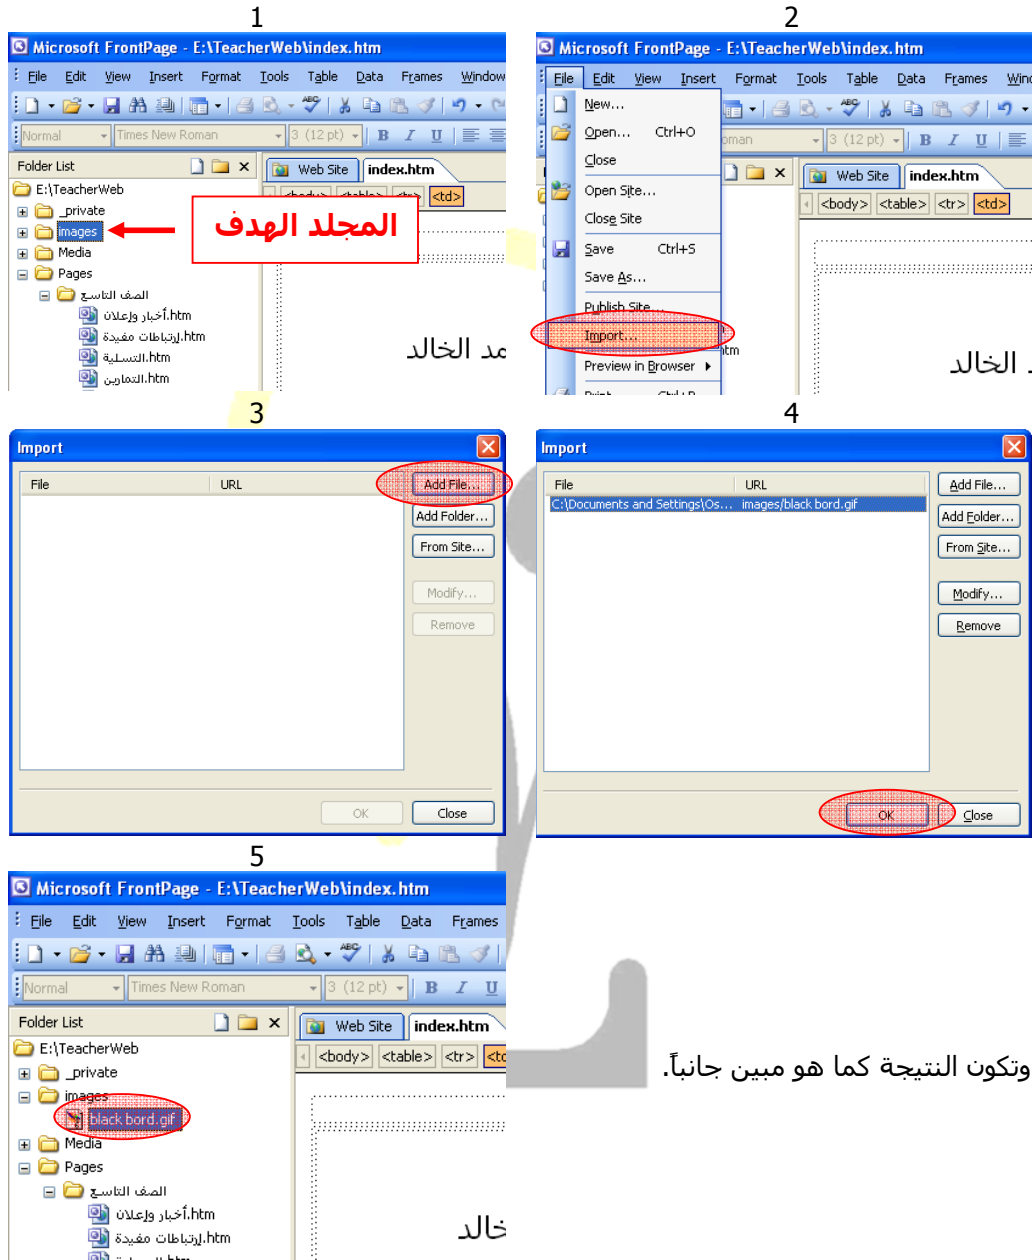 1
Microsoft FrontPage - E:\TeacherWeb\index.htm
File Edit View Insert Format Tools Table Data Frames Window
Normal Times New Roman 3 (12 pt) B I U
Folder List
Web Site index.htm
<td>
E:\TeacherWeb
_private
images
Media
Pages
الصف التاسع
أخبار وإعلان.htm
إرتباطات مفيدة.htm
التسلية.htm
التمارين.htm
المجلد الهدف
مد الخالد
2
Microsoft FrontPage - E:\TeacherWeb\index.htm
File Edit View Insert Format Tools Table Data Frames
New...
Open... Ctrl+O
Close
Open Site...
Close Site
Save Ctrl+S
Save As...
Publish Site...
Import...
Preview in Browser
3 (12 pt) B I U
Web Site index.htm
<body> <table> <tr> <td>
الخالد
3
Import
File URL
Add File...
Add Folder...
From Site...
Modify...
Remove
OK Close
4
Import
File URL
C:\Documents and Settings\Os... images/black bord.gif
Add File...
Add Folder...
From Site...
Modify...
Remove
OK Close
5
Microsoft FrontPage - E:\TeacherWeb\index.htm
File Edit View Insert Format Tools Table Data Frames
Normal Times New Roman 3 (12 pt) B I U
Folder List
Web Site index.htm
<body> <table> <tr>
E:\TeacherWeb
_private
images
black bord.gif
Media
Pages
الصف التاسع
أخبار وإعلان.htm
إرتباطات مفيدة.htm
خالد
وتكون النتيجة كما هو مبين جانباً.